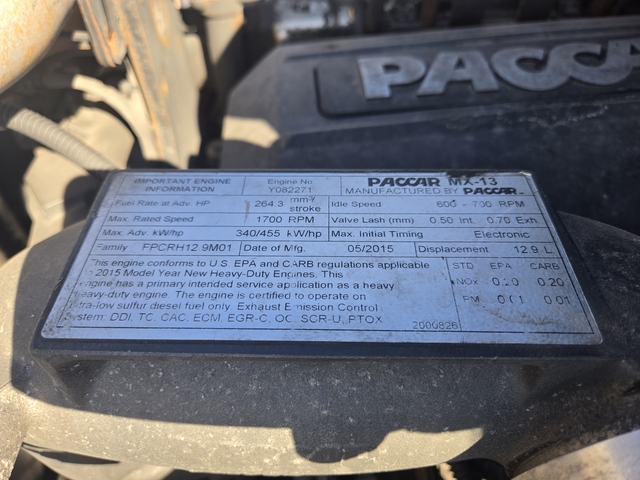 PACCA
IMPORTANT ENGINE INFORMATION
Engine No Y082271
PACCAR MX-13
MANUFACTURED BY PACCAR
Fuel Rate at Adv. HP 264.3 mm³/stroke
Idle Speed 600 - 700 RPM
Max. Rated Speed 1700 RPM
Valve Lash (mm) 0.50 Int. 0.70 Exh.
Max. Adv. kW/hp 340/455 kW/hp
Max. Initial Timing Electronic
Family FPCRH12.9M01
Date of Mfg. 05/2015
Displacement 12.9 L
This engine conforms to U.S. EPA and CARB regulations applicable
2015 Model Year New Heavy-Duty Engines. This
engine has a primary intended service application as a heavy
heavy-duty engine. The engine is certified to operate on
ultra-low sulfur diesel fuel only. Exhaust Emission Control
System: DDI, TC, CAC, ECM, EGR-C, OC, SCR-U, PTOX
2000826
STD EPA CARB
NOx 0.20 0.20
PM 0.01 0.01